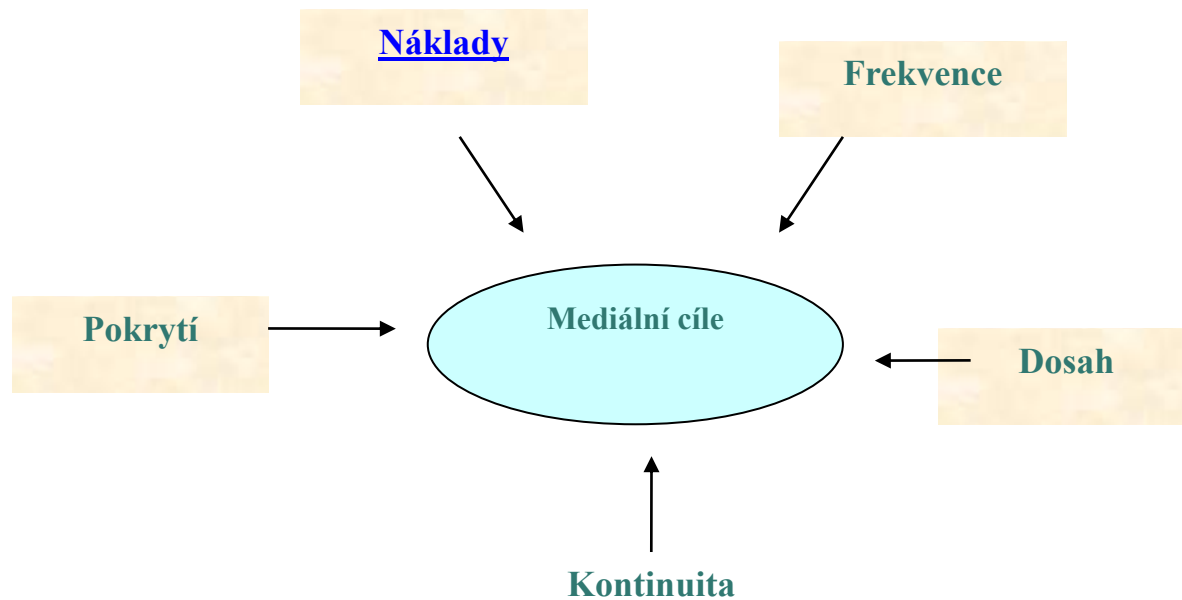 Náklady
Frekvence
Pokrytí
Mediální cíle
Dosah
Kontinuita